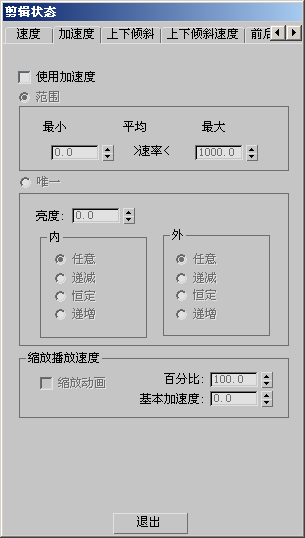 剪辑状态
速度 加速度 上下倾斜 上下倾斜速度 前后
使用加速度
范围
最小 平均 最大
0.0 >速率< 1000.0
唯一
亮度: 0.0
内 外
任意 任意
递减 递减
恒定 恒定
递增 递增
缩放播放速度
缩放动画 百分比: 100.0
基本加速度: 0.0
退出